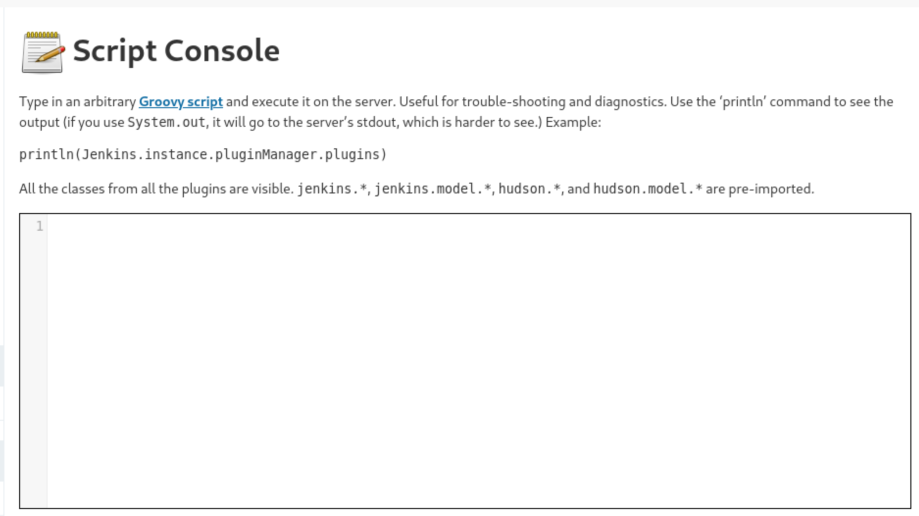 Script Console
Type in an arbitrary Groovy script and execute it on the server. Useful for trouble-shooting and diagnostics. Use the ‘println’ command to see the
output (if you use System.out, it will go to the server’s stdout, which is harder to see.) Example:
println(Jenkins.instance.pluginManager.plugins)
All the classes from all the plugins are visible. jenkins.*, jenkins.model.*, hudson.*, and hudson.model.* are pre-imported.
1